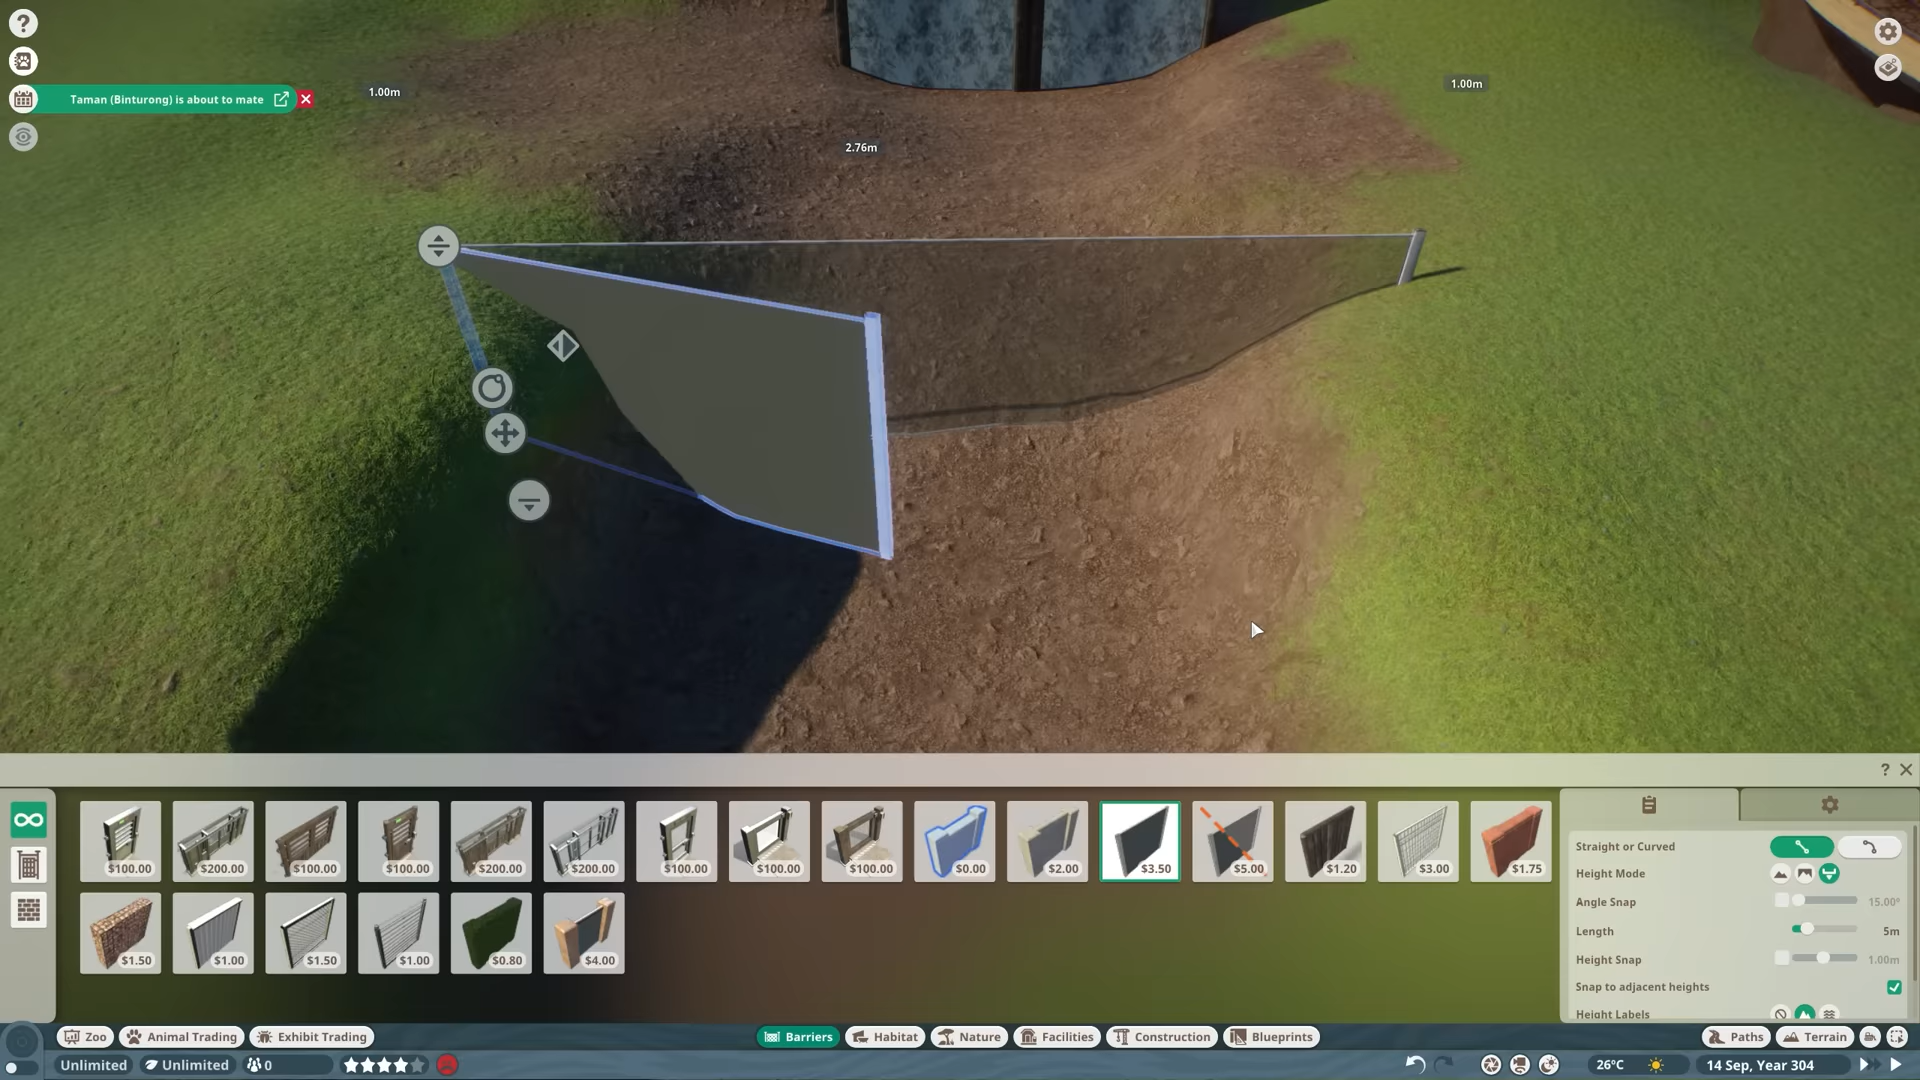 ?
Taman (Binturong) is about to mate
1.00m
1.00m
2.76m
?
$100.00
$200.00
$100.00
$100.00
$200.00
$200.00
$100.00
$100.00
$100.00
$0.00
$2.00
$3.50
$5.00
$1.20
$3.00
$1.75
$1.50
$1.00
$1.50
$1.00
$0.80
$4.00
Straight or Curved
Height Mode
Angle Snap 15.00°
Length 5m
Height Snap 1.00m
Snap to adjacent heights
Height Labels
Zoo Animal Trading Exhibit Trading Barriers Habitat Nature Facilities Construction Blueprints Paths Terrain
Unlimited Unlimited 0 26°C 14 Sep, Year 304